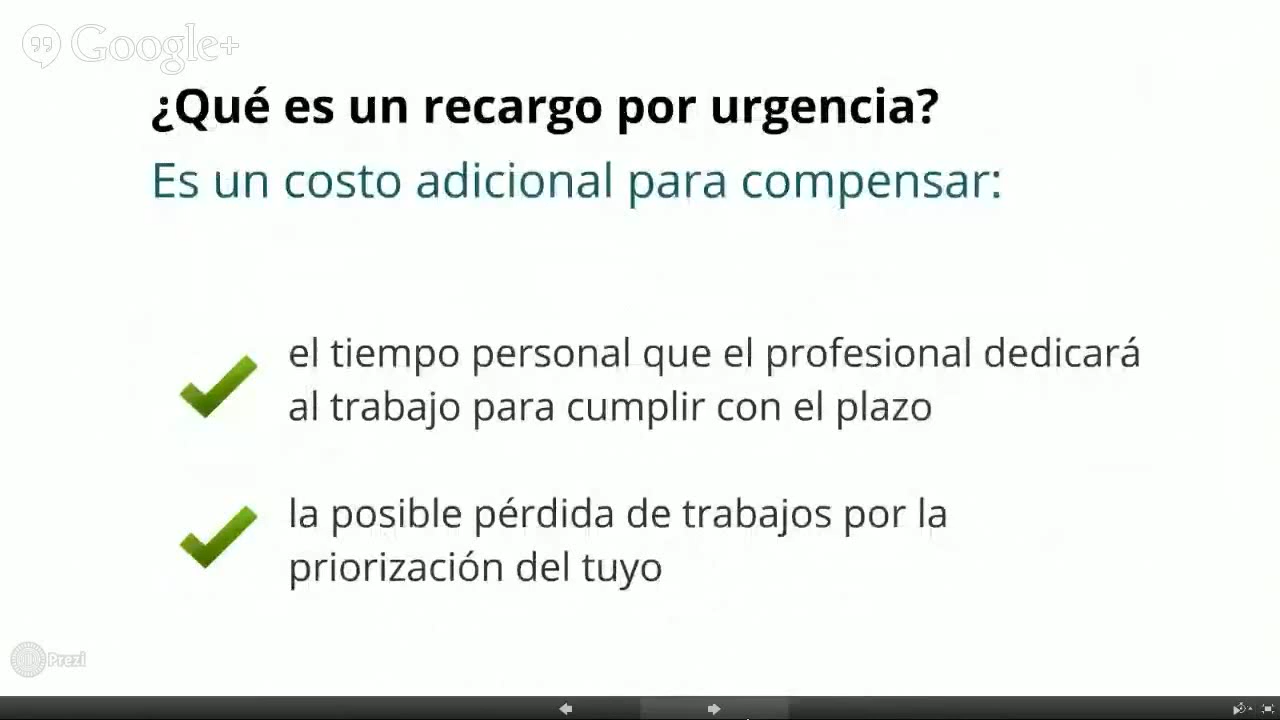 Google+
¿Qué es un recargo por urgencia?
Es un costo adicional para compensar:
el tiempo personal que el profesional dedicará
al trabajo para cumplir con el plazo
la posible pérdida de trabajos por la
priorización del tuyo
Prezi